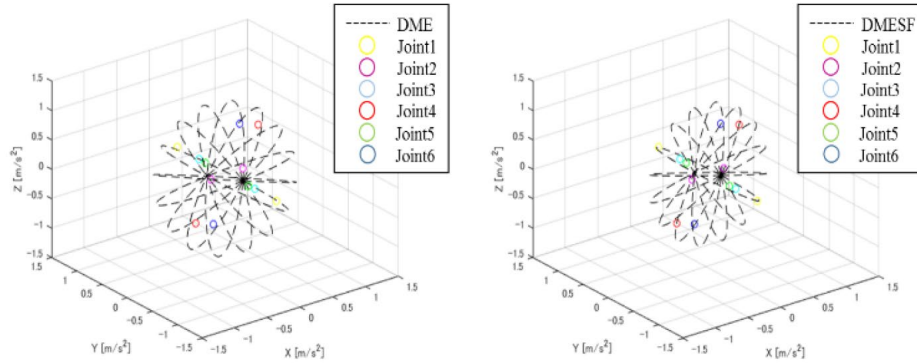 DME
Joint1
Joint2
Joint3
Joint4
Joint5
Joint6
1.5
1
0.5
0
-0.5
-1
-1.5
Z [m/s²]
1.5
1
0.5
0
-0.5
-1
-1.5
Y [m/s²]
-1.5
-1
-0.5
0
0.5
1
1.5
X [m/s²]
DMESF
Joint1
Joint2
Joint3
Joint4
Joint5
Joint6
1.5
1
0.5
0
-0.5
-1
-1.5
Z [m/s²]
1.5
1
0.5
0
-0.5
-1
-1.5
Y [m/s²]
-1.5
-1
-0.5
0
0.5
1
1.5
X [m/s²]